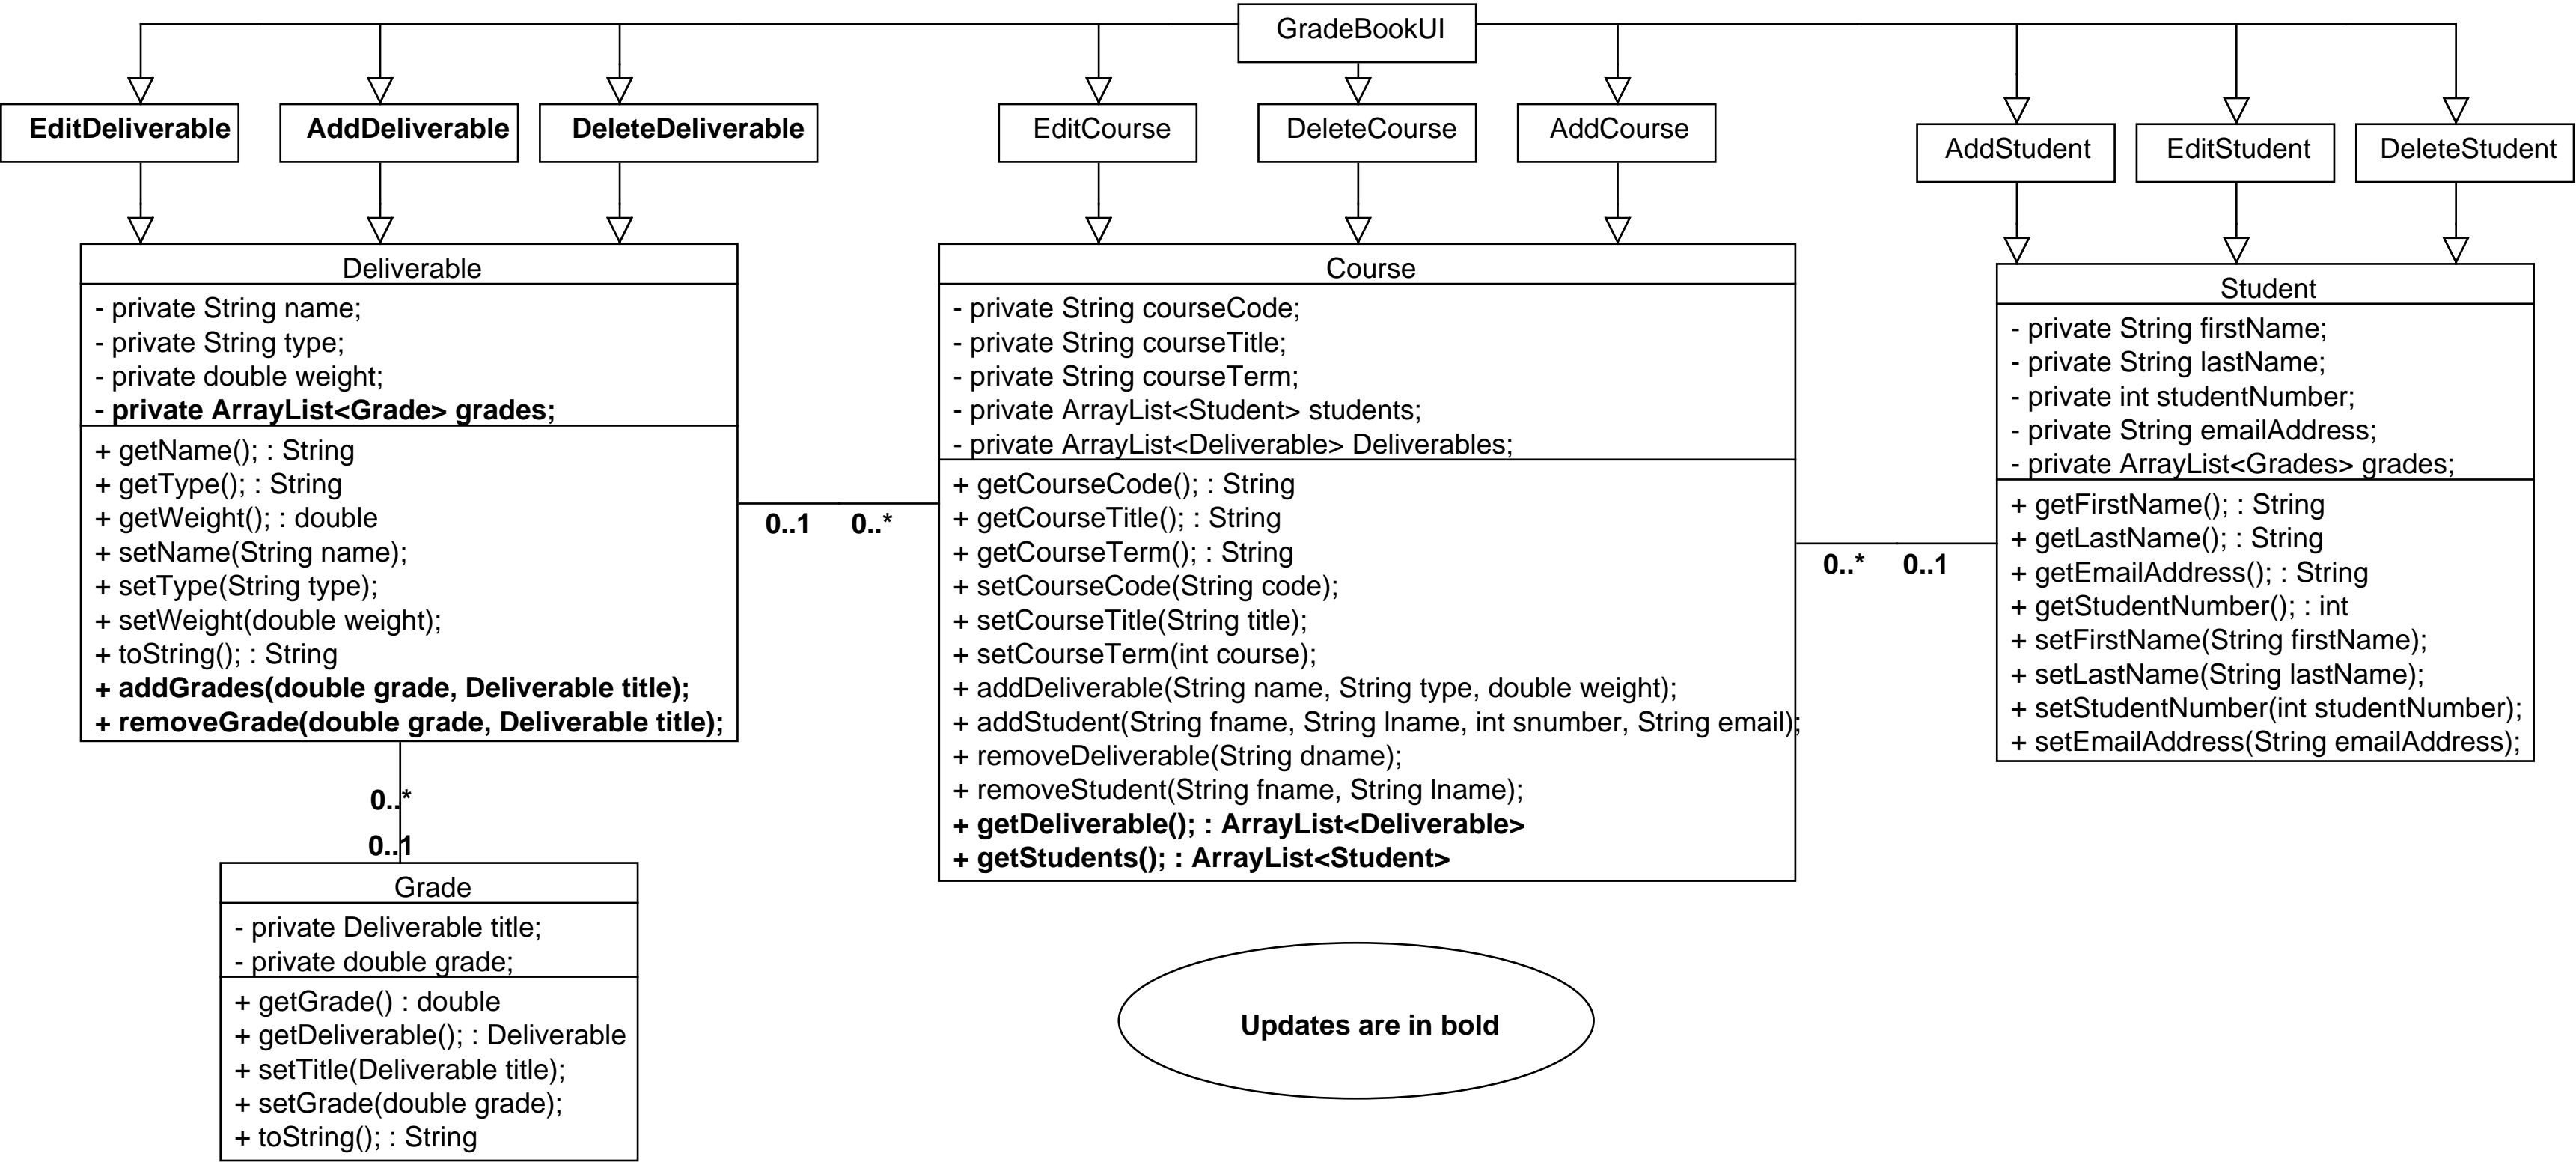 GradeBookUI
EditDeliverable
AddDeliverable
DeleteDeliverable
EditCourse
DeleteCourse
AddCourse
AddStudent
EditStudent
DeleteStudent
Deliverable
- private String name;
- private String type;
- private double weight;
- private ArrayList<Grade> grades;
+ getName(); : String
+ getType(); : String
+ getWeight(); : double
+ setName(String name);
+ setType(String type);
+ setWeight(double weight);
+ toString(); : String
+ addGrades(double grade, Deliverable title);
+ removeGrade(double grade, Deliverable title);
0..1
0..*
Course
- private String courseCode;
- private String courseTitle;
- private String courseTerm;
- private ArrayList<Student> students;
- private ArrayList<Deliverable> Deliverables;
+ getCourseCode(); : String
+ getCourseTitle(); : String
+ getCourseTerm(); : String
+ setCourseCode(String code);
+ setCourseTitle(String title);
+ setCourseTerm(int course);
+ addDeliverable(String name, String type, double weight);
+ addStudent(String fname, String lname, int snumber, String email);
+ removeDeliverable(String dname);
+ removeStudent(String fname, String lname);
+ getDeliverable(); : ArrayList<Deliverable>
+ getStudents(); : ArrayList<Student>
0..*
0..1
Student
- private String firstName;
- private String lastName;
- private int studentNumber;
- private String emailAddress;
- private ArrayList<Grades> grades;
+ getFirstName(); : String
+ getLastName(); : String
+ getEmailAddress(); : String
+ getStudentNumber(); : int
+ setFirstName(String firstName);
+ setLastName(String lastName);
+ setStudentNumber(int studentNumber);
+ setEmailAddress(String emailAddress);
0..*
0..1
Grade
- private Deliverable title;
- private double grade;
+ getGrade() : double
+ getDeliverable(); : Deliverable
+ setTitle(Deliverable title);
+ setGrade(double grade);
+ toString(); : String
Updates are in bold